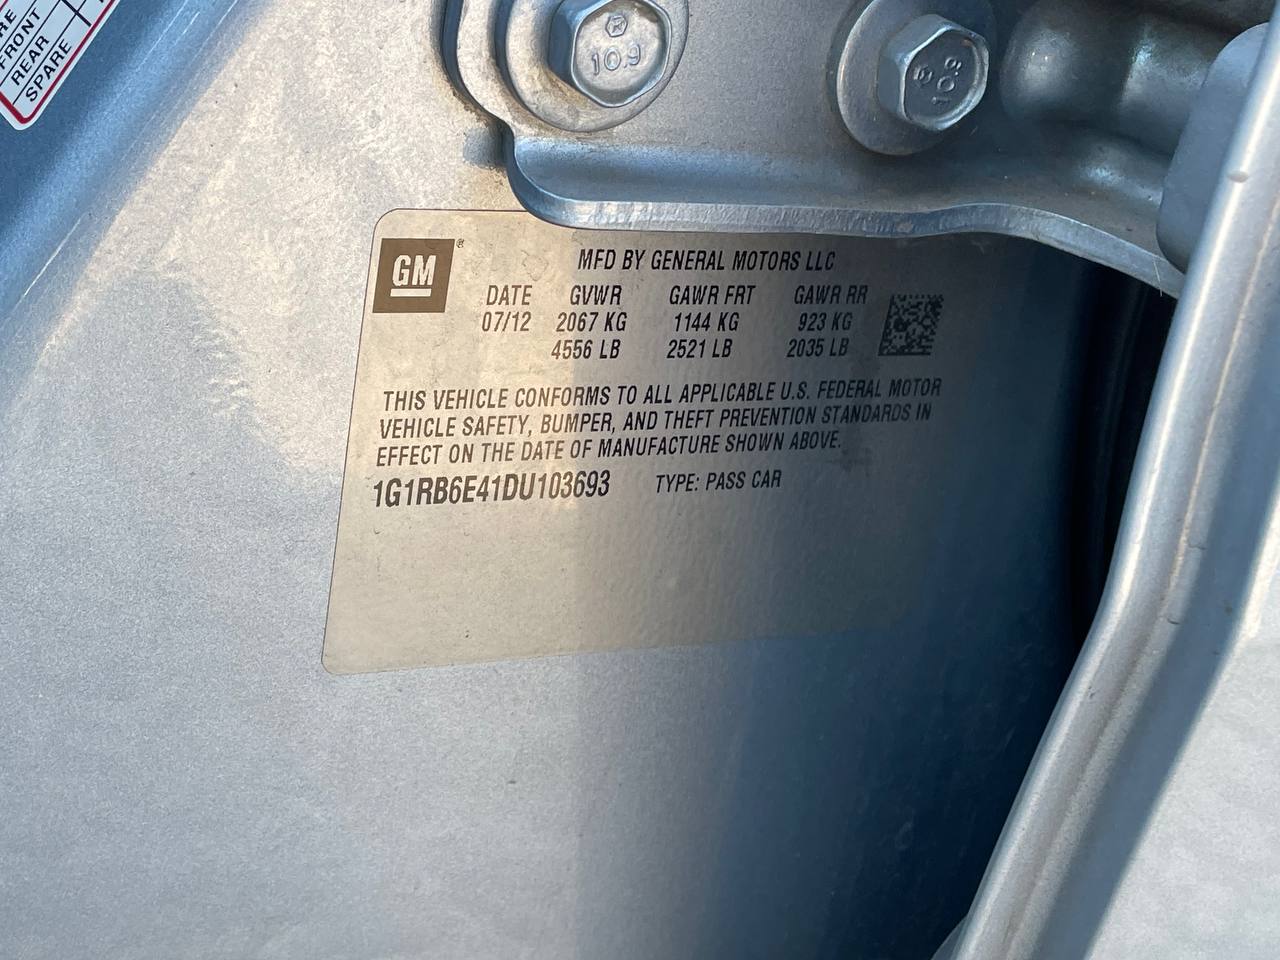 RE
FRONT
REAR
SPARE
10.9
10.9
GM
®
MFD BY GENERAL MOTORS LLC
DATE GVWR GAWR FRT GAWR RR
07/12 2067 KG 1144 KG 923 KG
4556 LB 2521 LB 2035 LB
THIS VEHICLE CONFORMS TO ALL APPLICABLE U.S. FEDERAL MOTOR
VEHICLE SAFETY, BUMPER, AND THEFT PREVENTION STANDARDS IN
EFFECT ON THE DATE OF MANUFACTURE SHOWN ABOVE.
1G1RB6E41DU103693 TYPE: PASS CAR